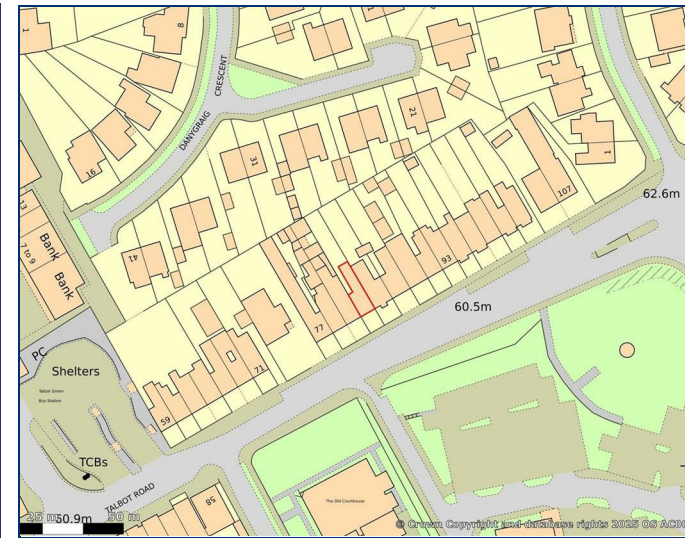 1
8
CRESCENT
DANYGRAIG
21
31
16
1
107
62.6m
13
7 to 9
Bank
Bank
41
93
60.5m
77
71
PC
Shelters
Talbot Green
Bus Station
59
TCBs
TALBOT ROAD
58
The Old Courthouse
25 m
50 m
50.9m
© Crown Copyright and database rights 2025 OS